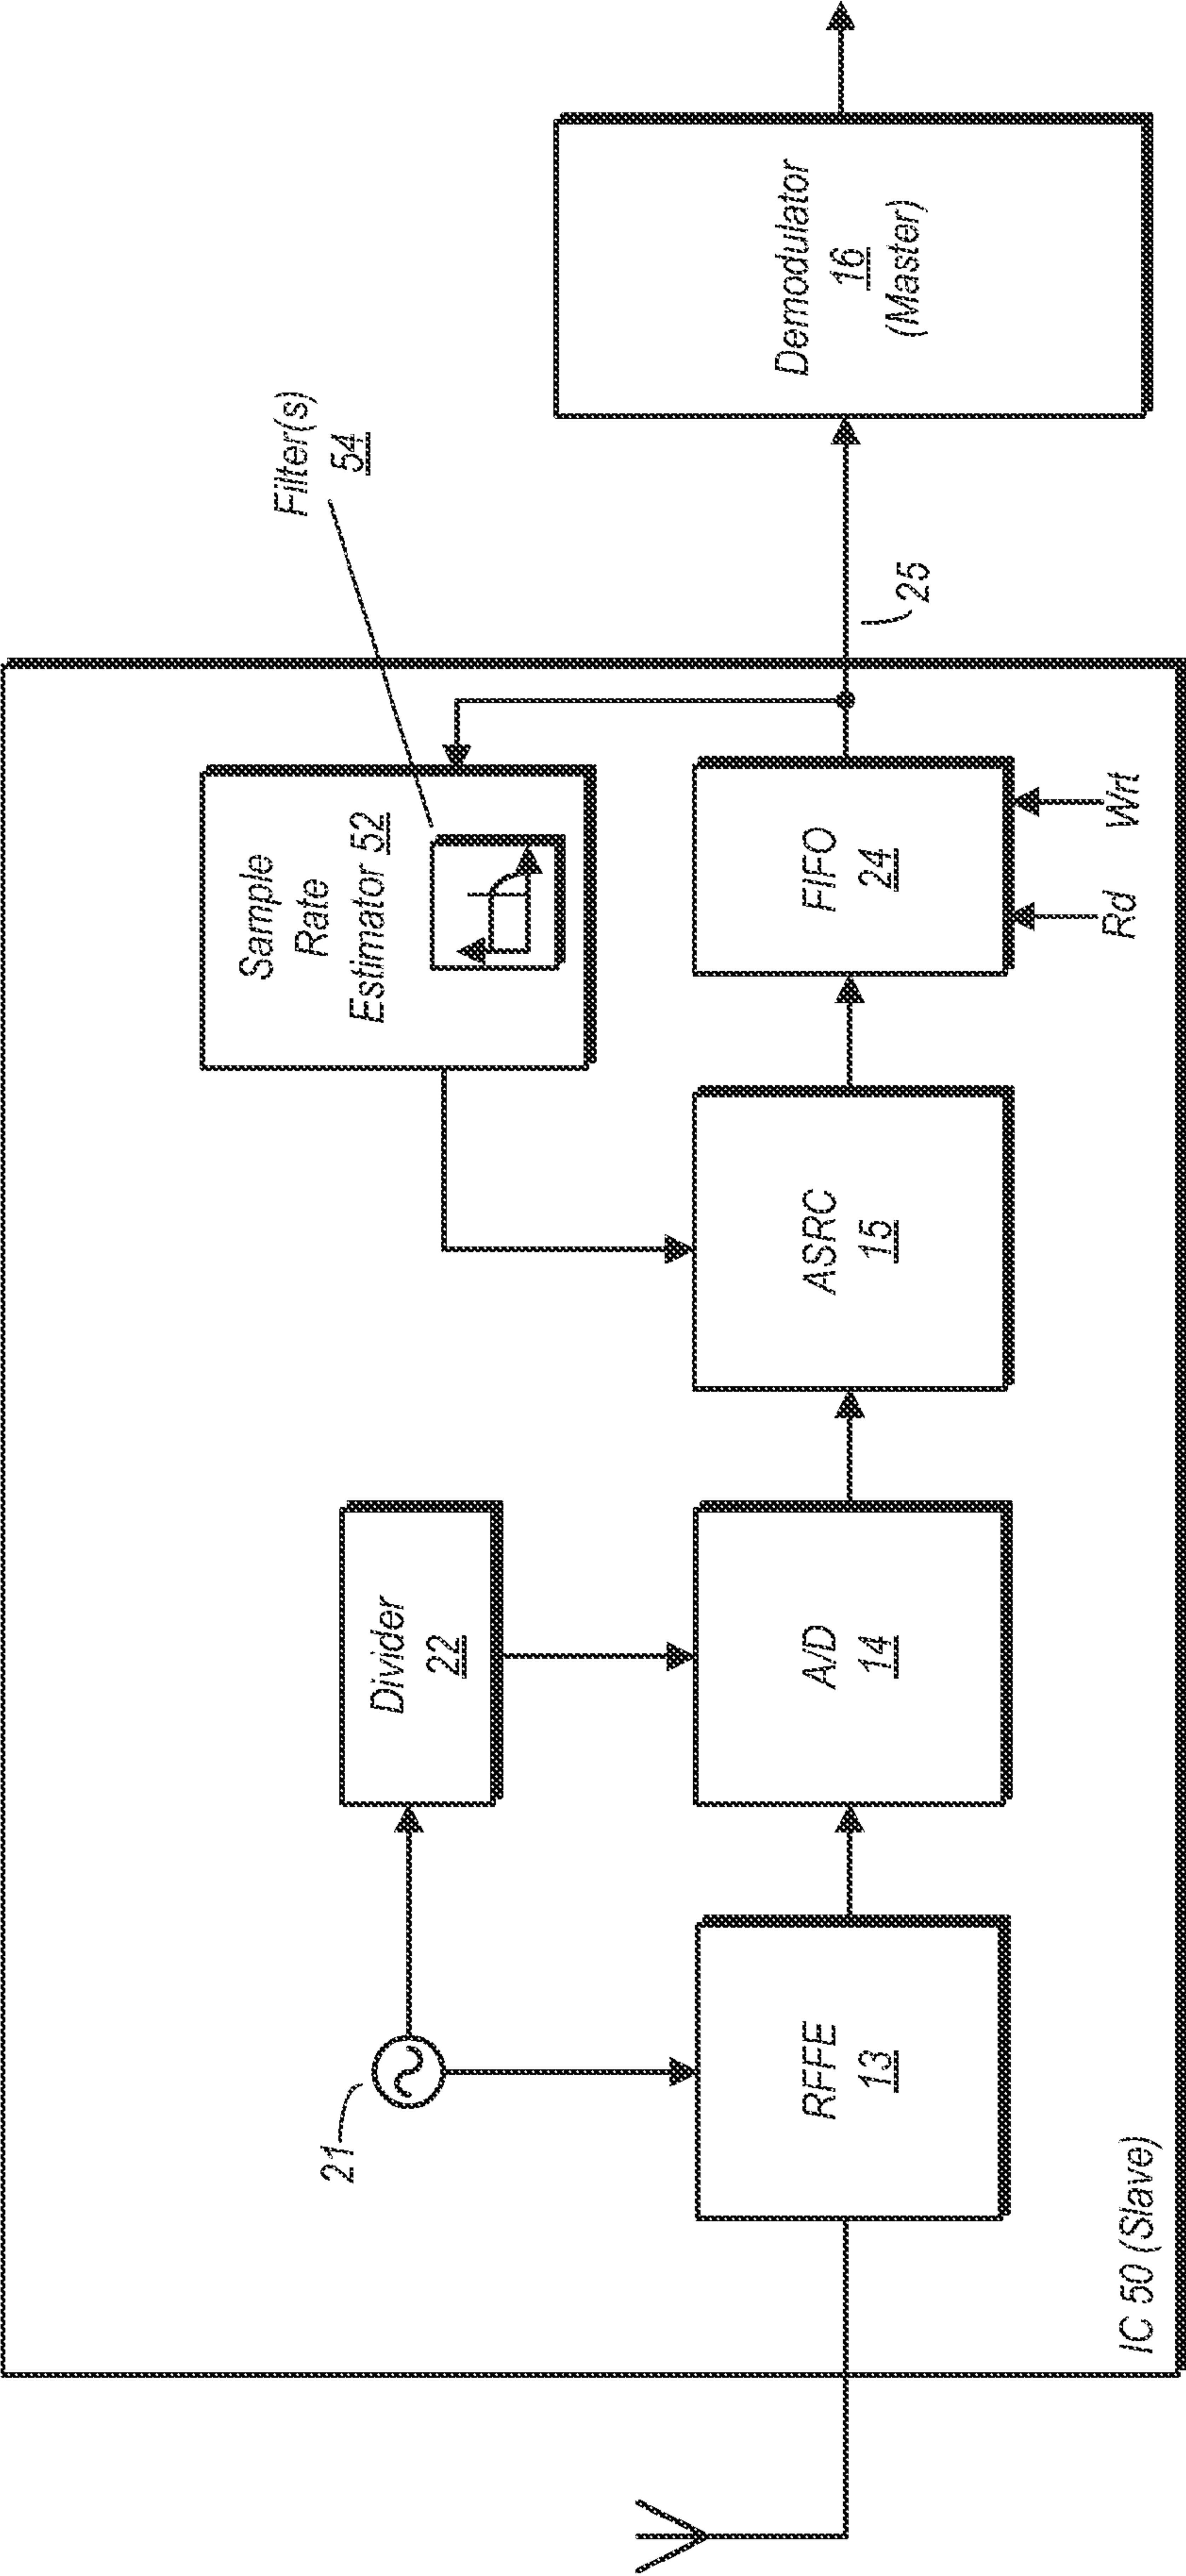 Filter(s)
54
Sample
Rate
Estimator 52
Divider
22
21
RFFE
13
A/D
14
ASRC
15
FIFO
24
Rd
Wrt
25
Demodulator
16
(Master)
IC 50 (Slave)